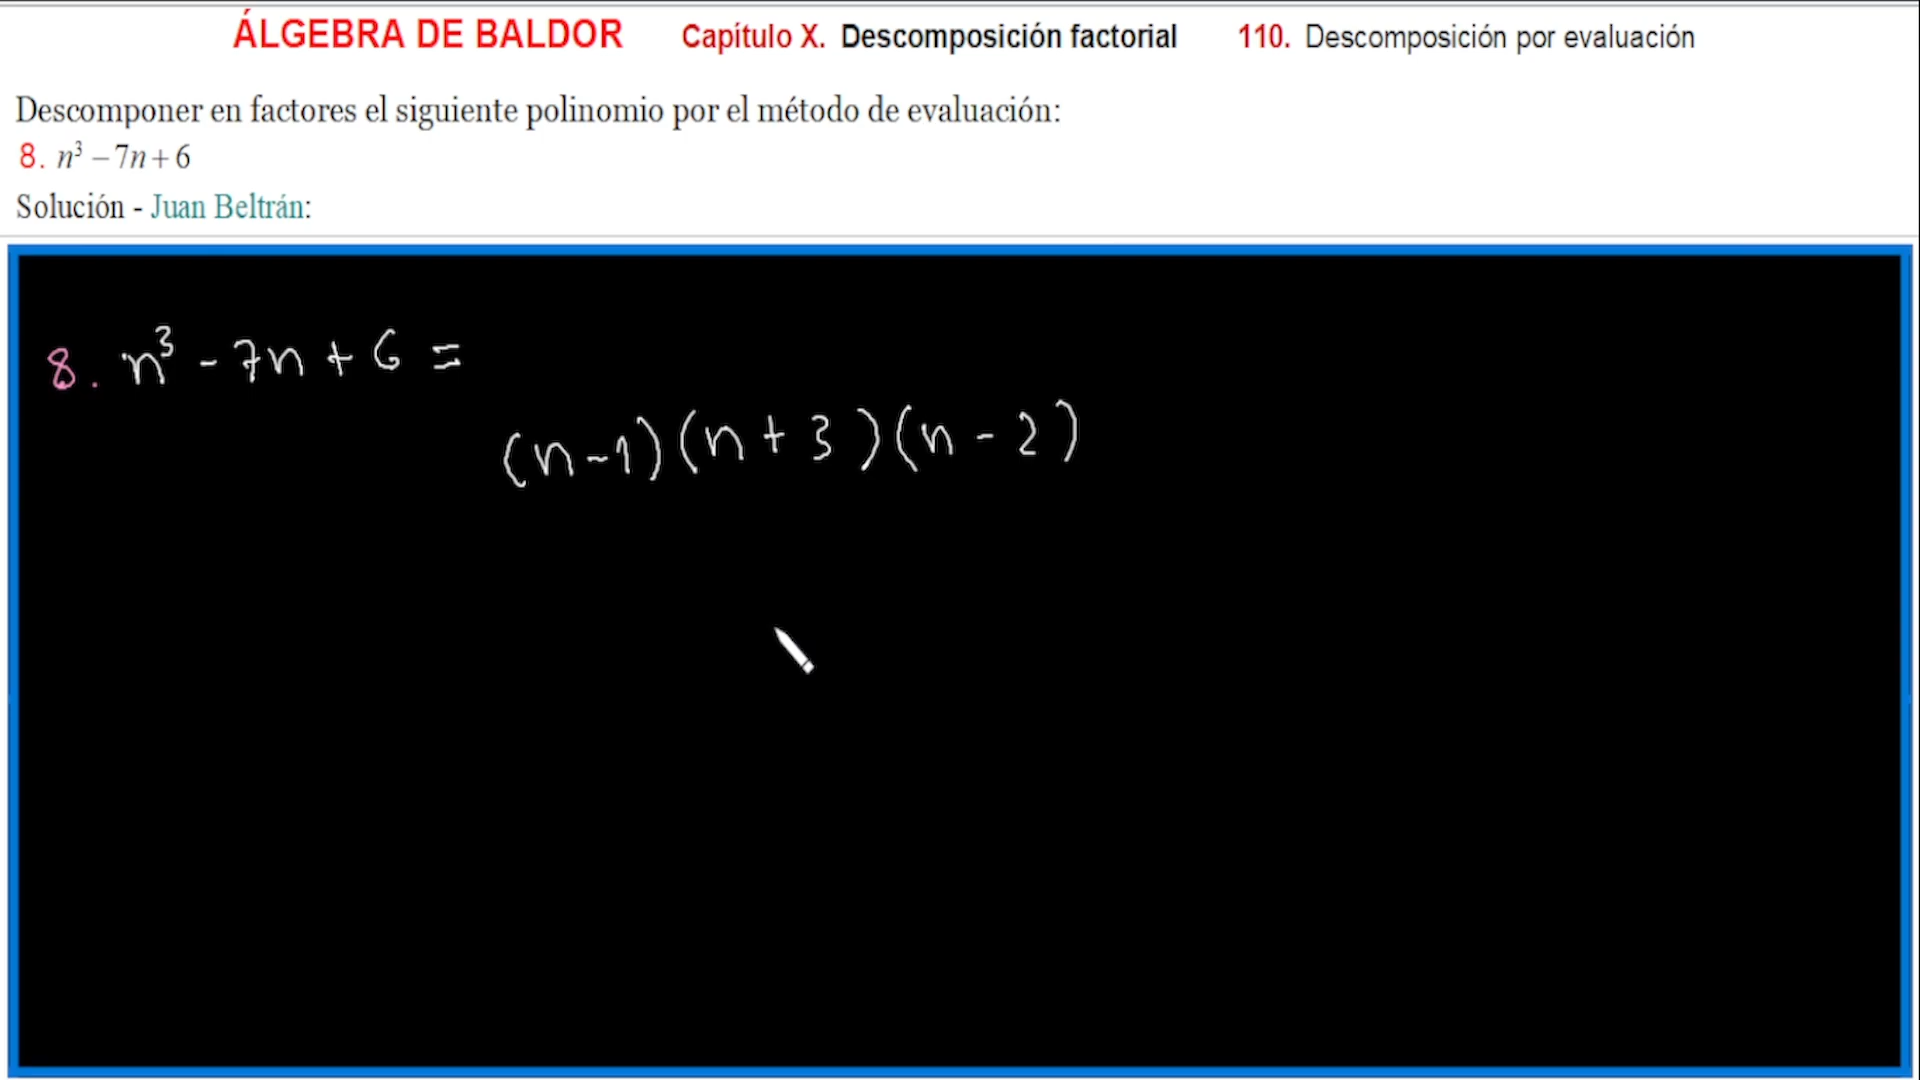 ÁLGEBRA DE BALDOR Capítulo X. Descomposición factorial 110. Descomposición por evaluación
Descomponer en factores el siguiente polinomio por el método de evaluación:
8. n³ – 7n + 6
Solución - Juan Beltrán:
8. n³ - 7n + 6 =
(n-1)(n+3)(n-2)